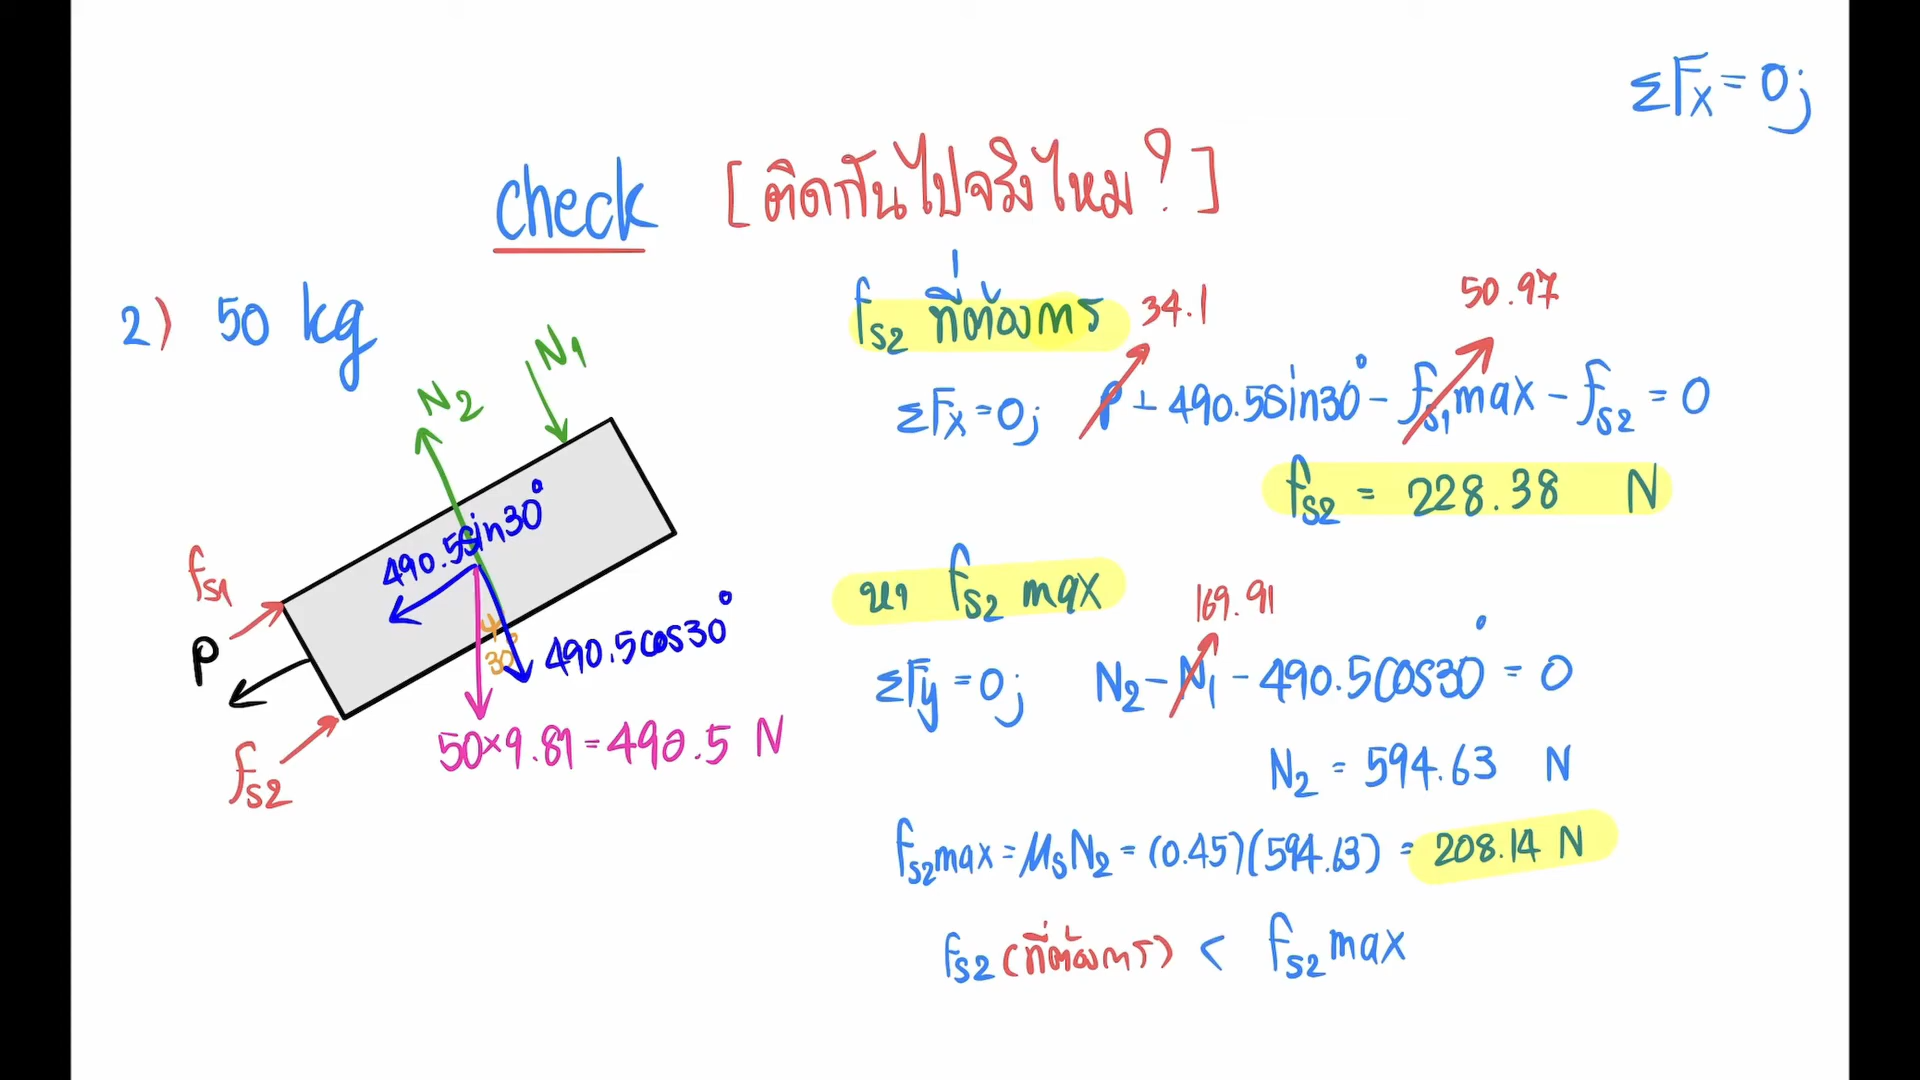 ΣFx = 0;
check [ติดกันไปจริงไหม?]
2) 50 kg
N2
N1
490.5sin30°
fs1
P
fs2
30°
490.5cos30°
50×9.81 = 490.5 N
fs2 ที่ต้องการ
34.1
50.97
ΣFx = 0; P + 490.5sin30° - fs1max - fs2 = 0
fs2 = 228.38 N
หา fs2 max
169.91
ΣFy = 0; N2 - N1 - 490.5cos30° = 0
N2 = 594.63 N
fs2max = μsN2 = (0.45)(594.63) = 208.14 N
fs2 (ที่ต้องการ) < fs2max